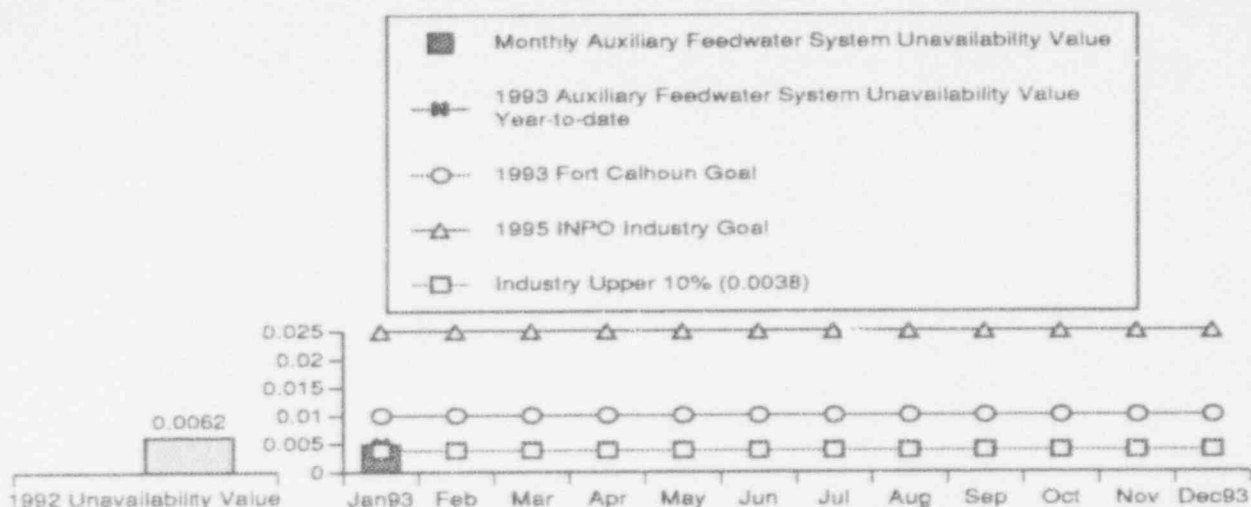 Monthly Auxiliary Feedwater System Unavailability Value
1993 Auxiliary Feedwater System Unavailability Value
Year-to-date
1993 Fort Calhoun Goal
1995 INPO Industry Goal
Industry Upper 10% (0.0038)
0.025
0.02
0.015
0.01
0.005
0
0.0062
1992 Unavailability Value
Jan93 Feb Mar Apr May Jun Jul Aug Sep Oct Nov Dec93